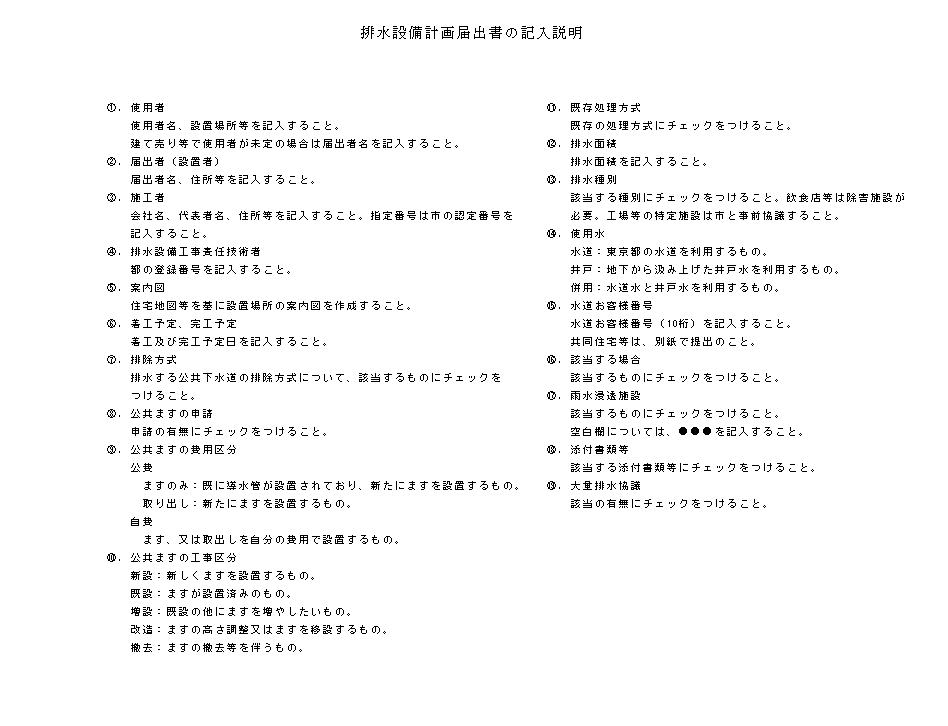 排水設備計画届出書の記入説明
①. 使用者
使用者名、設置場所等を記入すること。
建て売り等で使用者が未定の場合は届出者名を記入すること。
②. 届出者（設置者）
届出者名、住所等を記入すること。
③. 施工者
会社名、代表者名、住所等を記入すること。指定番号は市の認定番号を
記入すること。
④. 排水設備工事責任技術者
都の登録番号を記入すること。
⑤. 案内図
住宅地図等を基に設置場所の案内図を作成すること。
⑥. 着工予定、完工予定
着工及び完工予定日を記入すること。
⑦. 排除方式
排水する公共下水道の排除方式について、該当するものにチェックを
つけること。
⑧. 公共ますの申請
申請の有無にチェックをつけること。
⑨. 公共ますの費用区分
公費
ますのみ：既に導水管が設置されており、新たにますを設置するもの。
取り出し：新たにますを設置するもの。
自費
ます、又は取出しを自分の費用で設置するもの。
⑩. 公共ますの工事区分
新設：新しくますを設置するもの。
既設：ますが設置済みのもの。
増設：既設の他にますを増やしたいもの。
改造：ますの高さ調整又はますを移設するもの。
撤去：ますの撤去等を伴うもの。
⑪. 既存処理方式
既存の処理方式にチェックをつけること。
⑫. 排水面積
排水面積を記入すること。
⑬. 排水種別
該当する種別にチェックをつけること。飲食店等は除害施設が
必要。工場等の特定施設は市と事前協議すること。
⑭. 使用水
水道：東京都の水道を利用するもの。
井戸：地下から汲み上げた井戸水を利用するもの。
併用：水道水と井戸水を利用するもの。
⑮. 水道お客様番号
水道お客様番号（10桁）を記入すること。
共同住宅等は、別紙で提出のこと。
⑯. 該当する場合
該当するものにチェックをつけること。
⑰. 雨水浸透施設
該当するものにチェックをつけること。
空白欄については、●●●を記入すること。
⑱. 添付書類等
該当する添付書類等にチェックをつけること。
⑲. 大量排水協議
該当の有無にチェックをつけること。